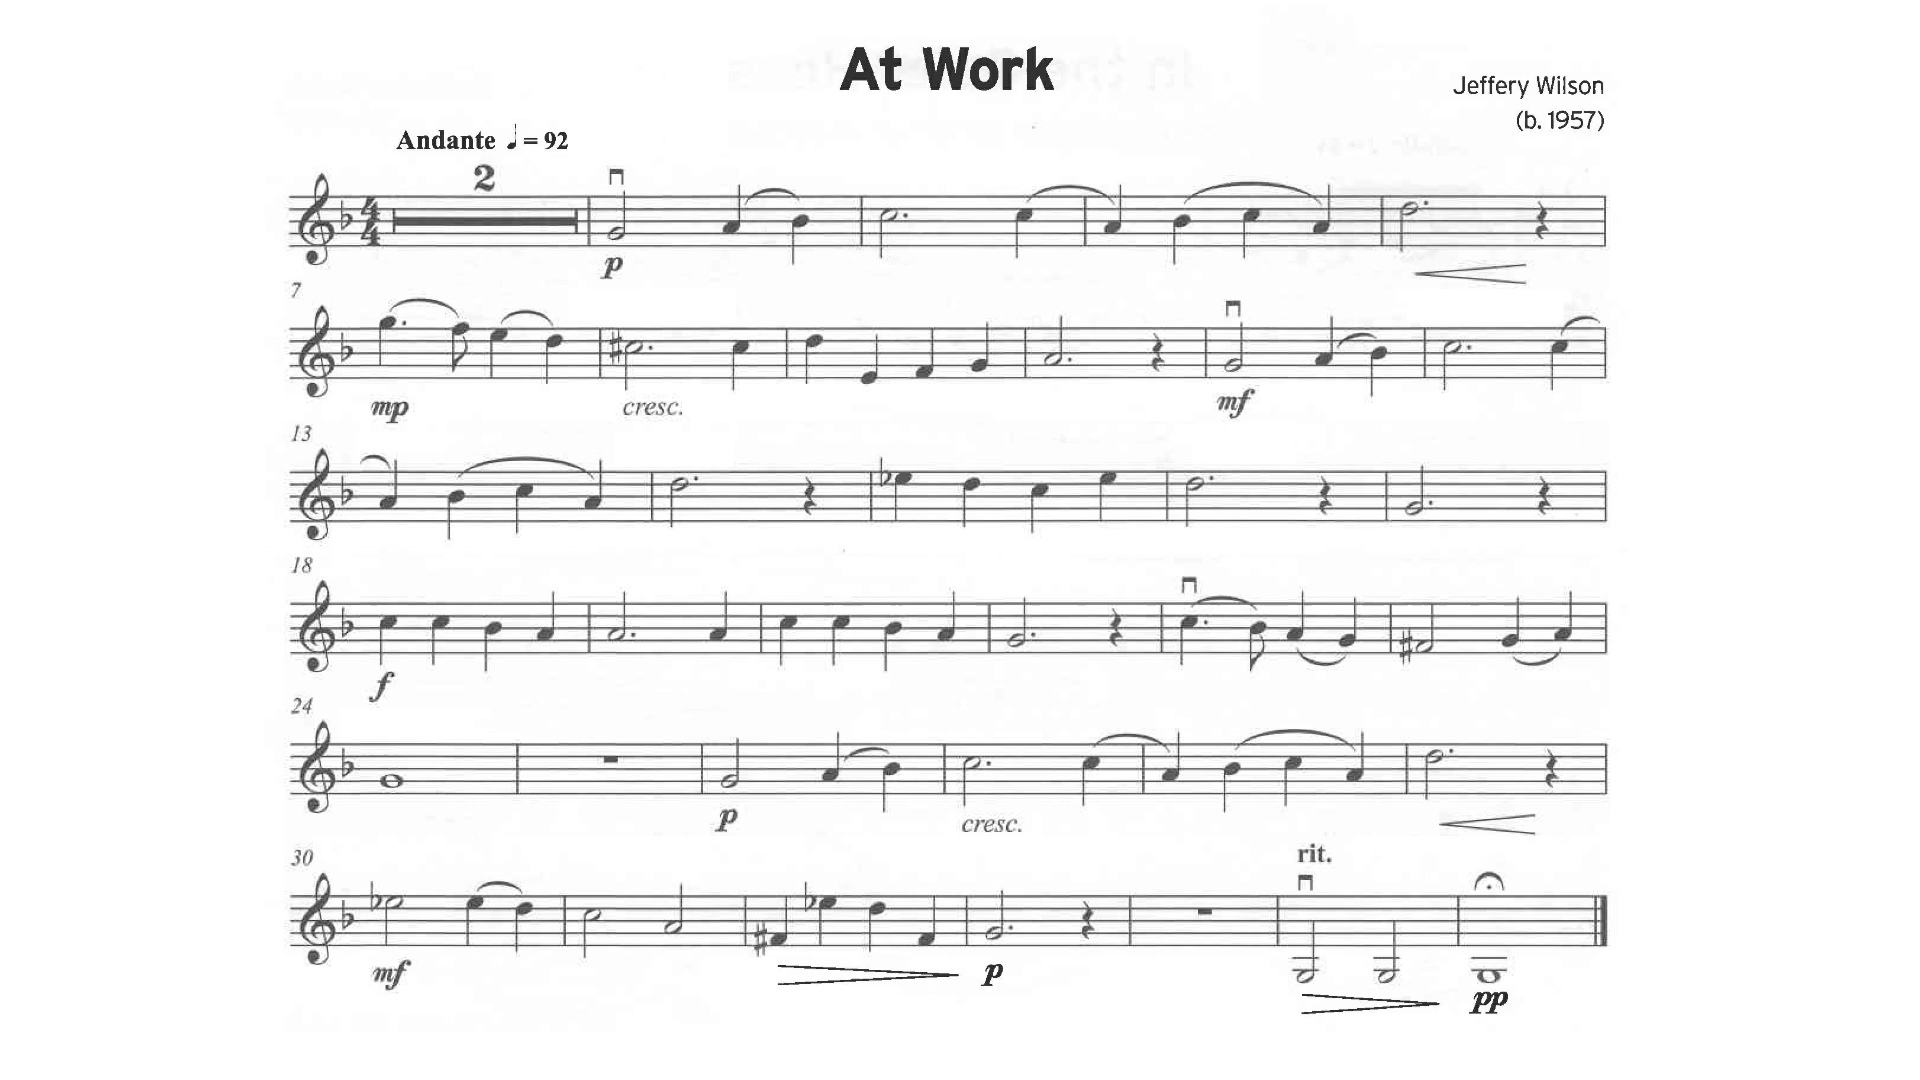 At Work
Jeffery Wilson
(b. 1957)
Andante ♩ = 92
2
p
7
mp
cresc.
mf
13
18
f
24
p
cresc.
30
rit.
mf
p
pp